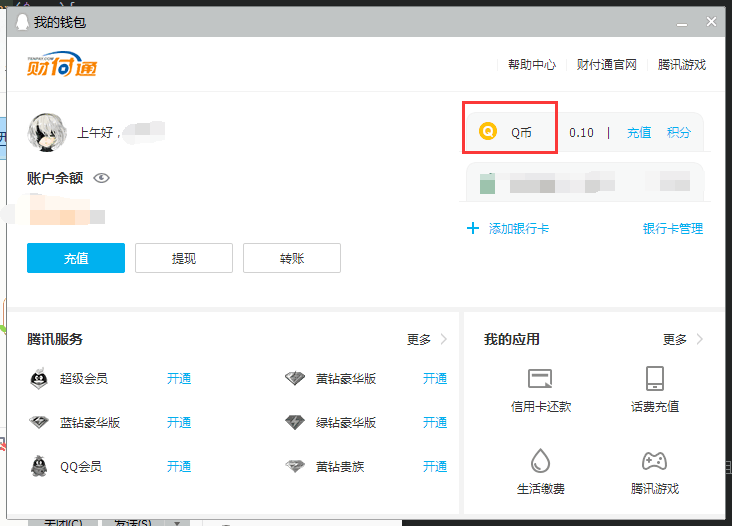 我的钱包
TENPAY.COM
财付通
帮助中心 财付通官网 腾讯游戏
上午好，
Q币 0.10 | 充值 积分
账户余额
添加银行卡 银行卡管理
充值 提现 转账
腾讯服务 更多
超级会员 开通 黄钻豪华版 开通
蓝钻豪华版 开通 绿钻豪华版 开通
QQ会员 开通 黄钻贵族 开通
我的应用 更多
信用卡还款 话费充值
生活缴费 腾讯游戏
关闭(C) 发送(S)